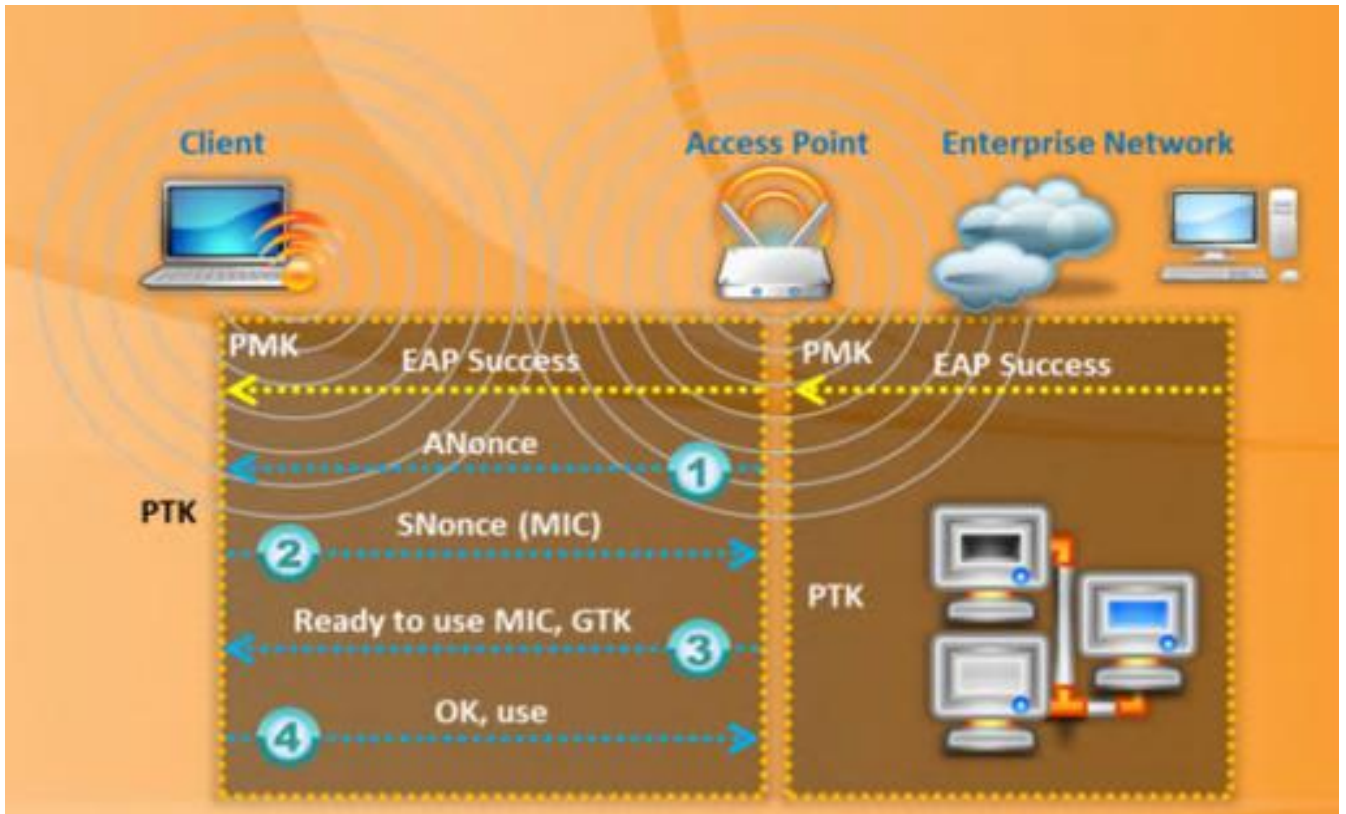 Client
Access Point
Enterprise Network
PMK
EAP Success
PMK
EAP Success
ANonce
1
PTK
SNonce (MIC)
2
PTK
Ready to use MIC, GTK
3
OK, use
4